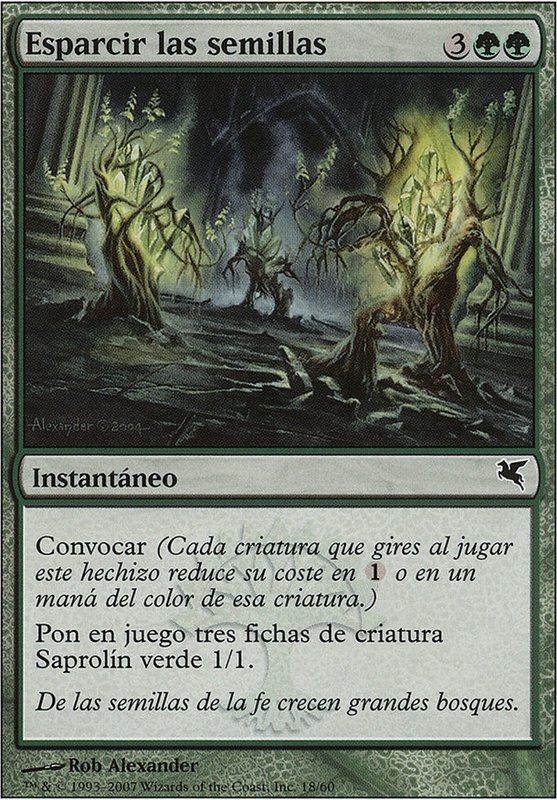 Esparcir las semillas 3
Alexander © 2004
Instantáneo
Convocar (Cada criatura que gires al jugar
este hechizo reduce su coste en 1 o en un
maná del color de esa criatura.)
Pon en juego tres fichas de criatura
Saprolín verde 1/1.
De las semillas de la fe crecen grandes bosques.
Rob Alexander
™ & © 1993–2007 Wizards of the Coast, Inc. 18/60